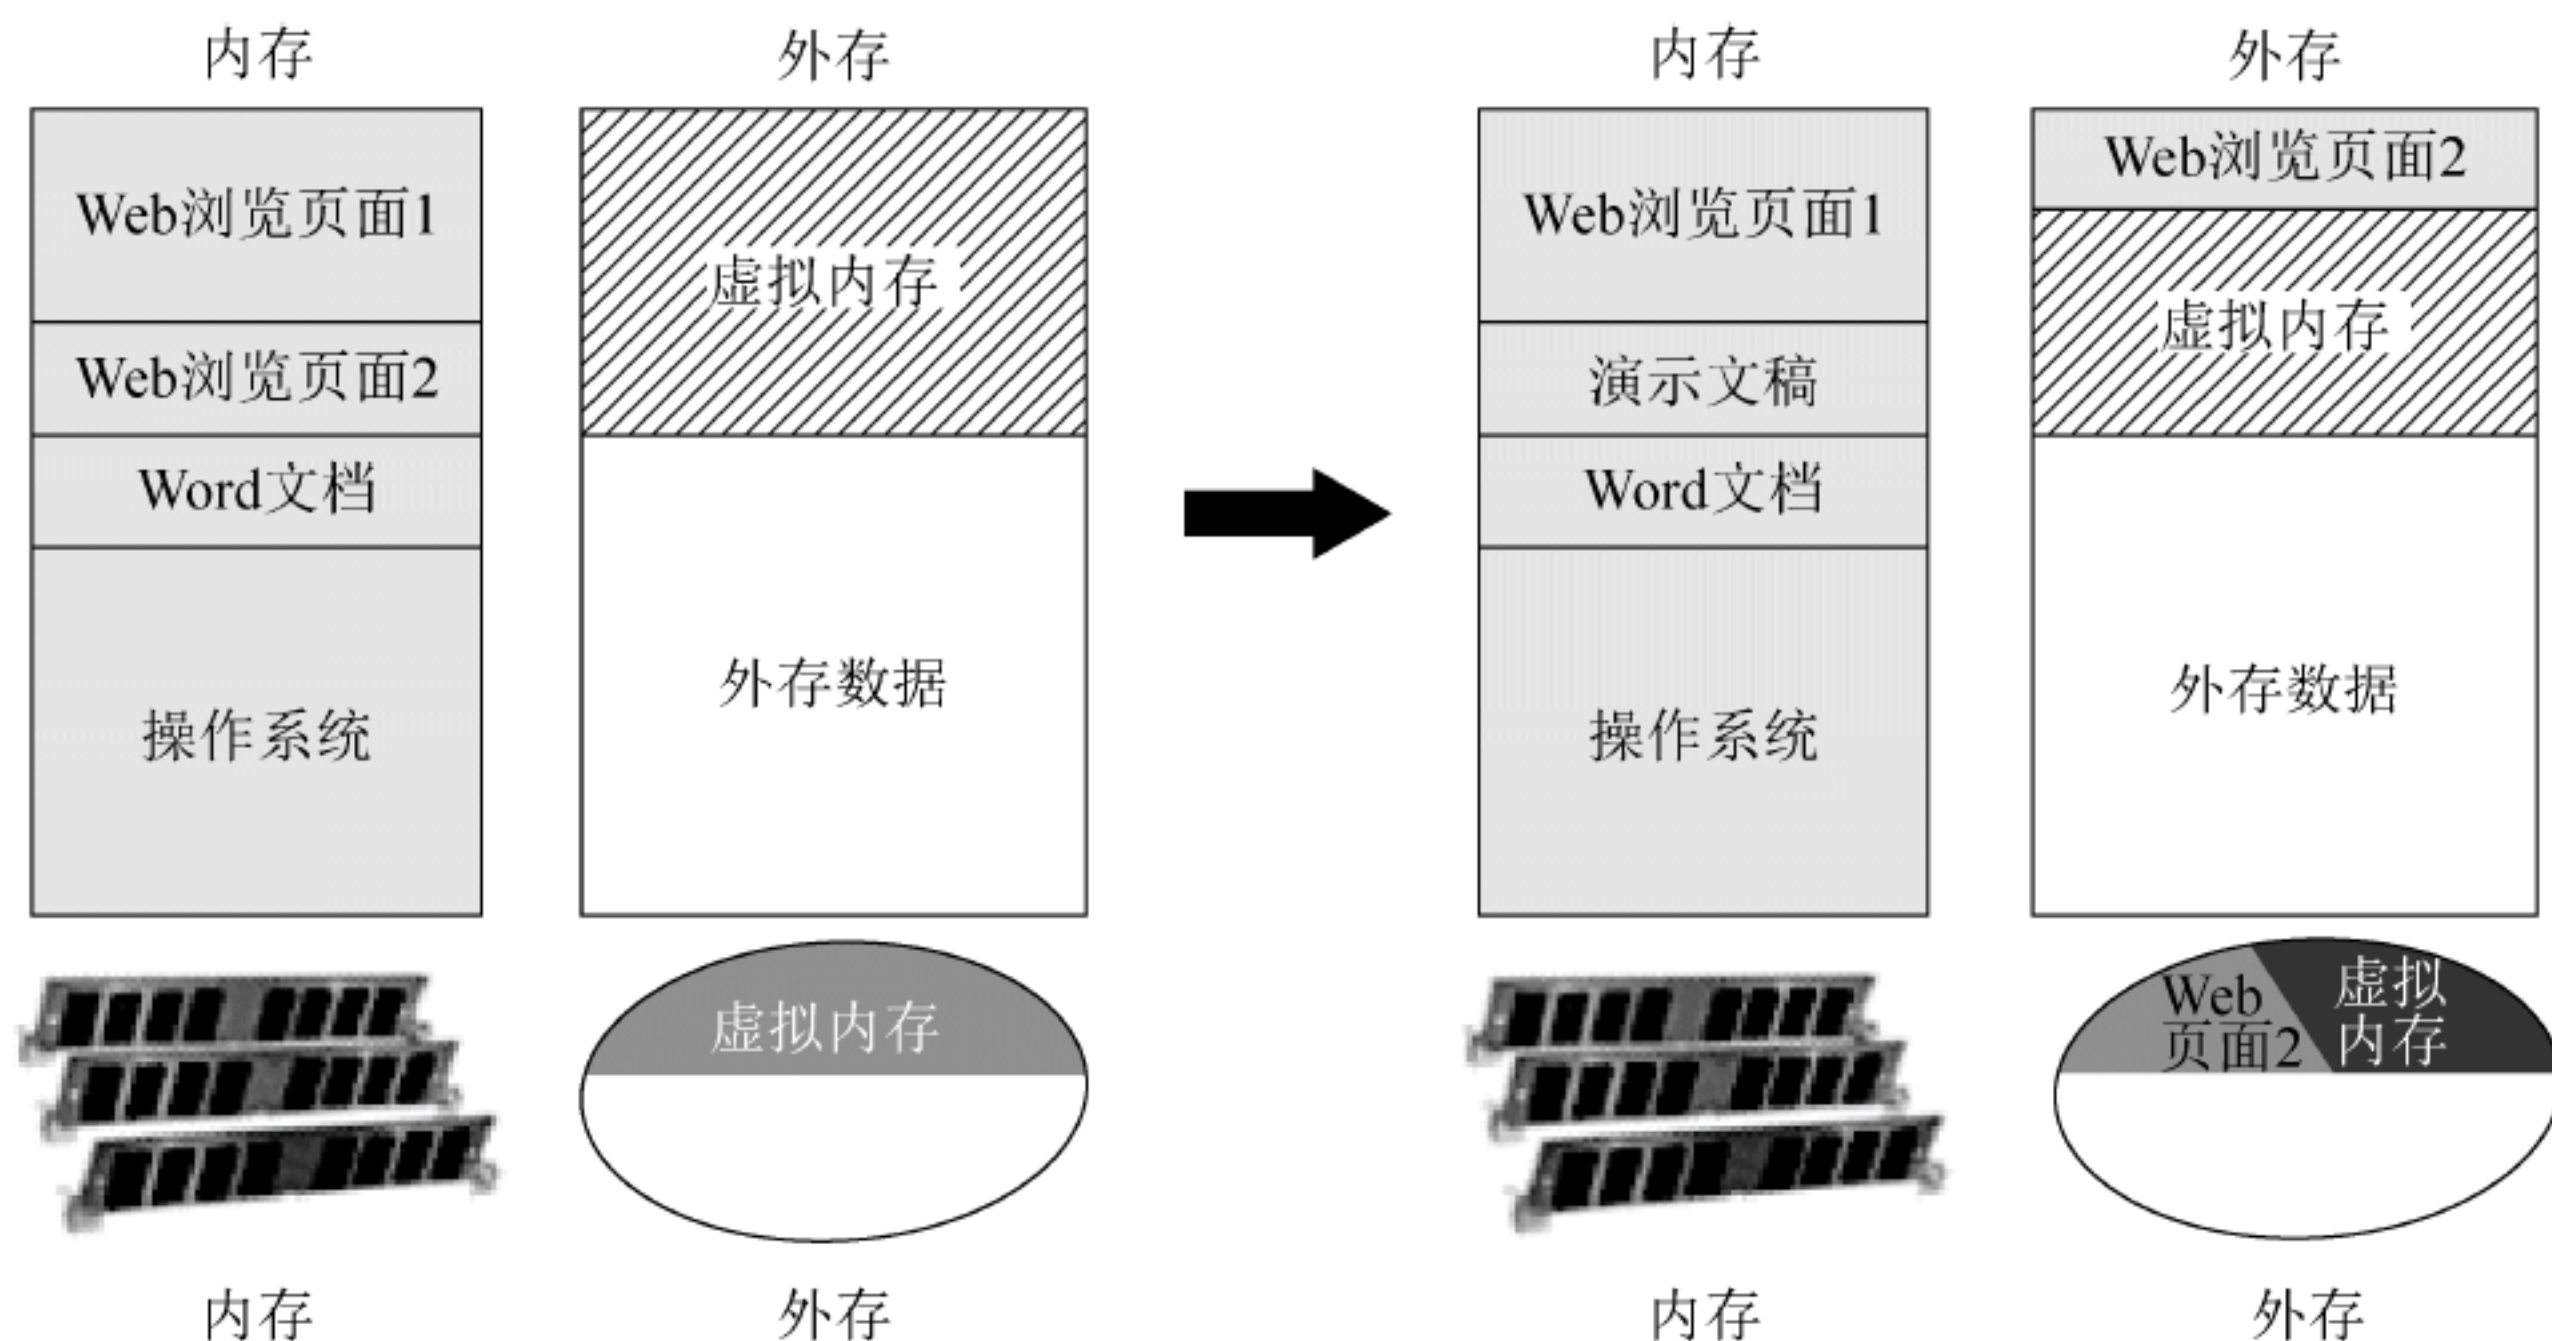 内存
外存
内存
外存
Web浏览页面1
Web浏览页面2
Word文档
操作系统
虚拟内存
外存数据
Web浏览页面1
演示文稿
Word文档
操作系统
Web浏览页面2
虚拟内存
外存数据
虚拟内存
Web
页面2
虚拟
内存
内存
外存
内存
外存